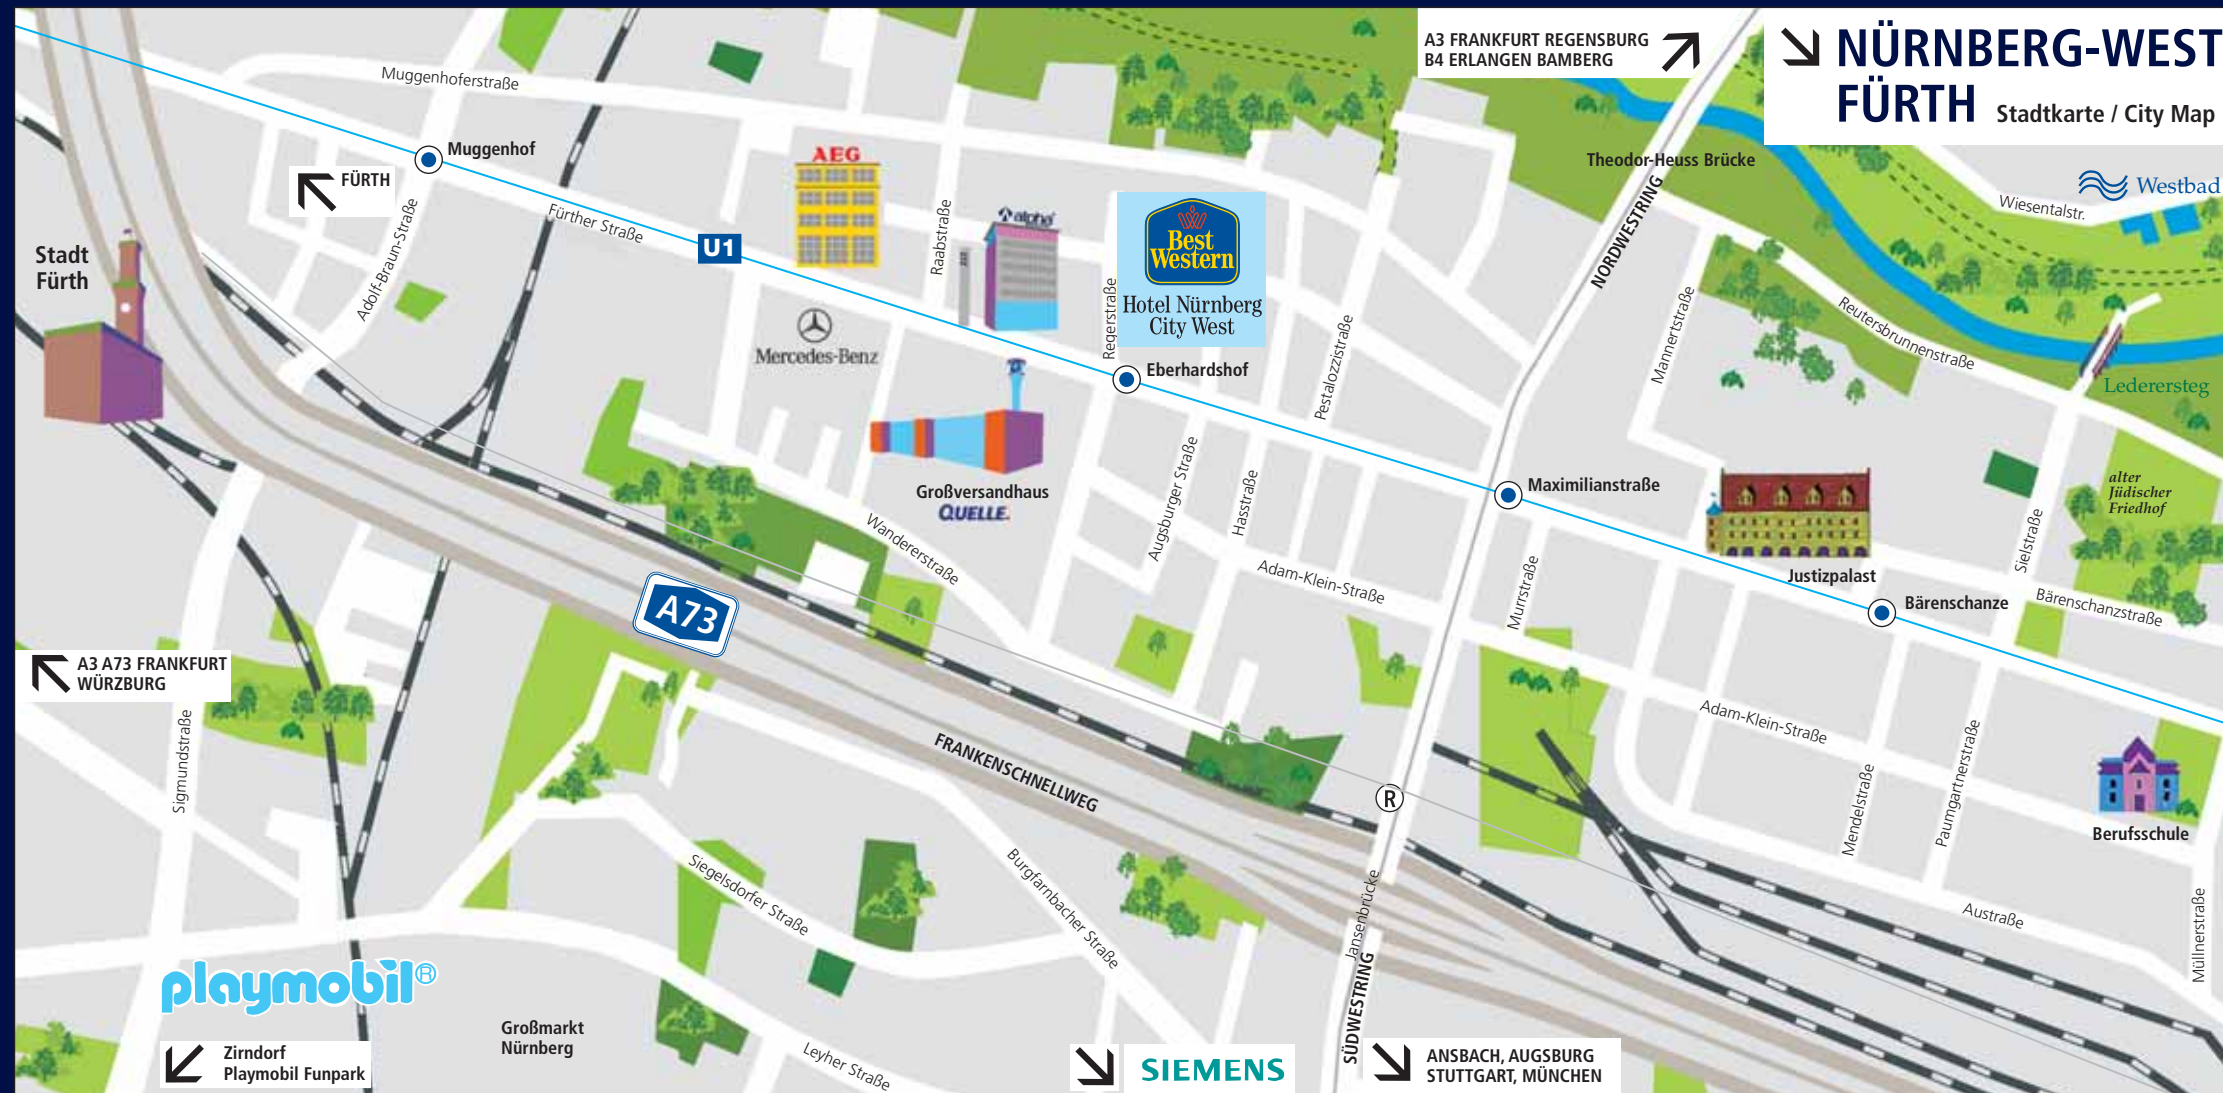 A3 FRANKFURT REGENSBURG
B4 ERLANGEN BAMBERG
NÜRNBERG-WEST
FÜRTH Stadtkarte / City Map
Muggenhoferstraße
Muggenhof
AEG
Theodor-Heuss Brücke
FÜRTH
Westbad
Wiesentalstr.
Fürther Straße
Adolf-Braun-Straße
U1
Raabstraße
alpha
Best
Western
Hotel Nürnberg
City West
Regerstraße
NORDWESTRING
Stadt
Fürth
Mercedes-Benz
Eberhardshof
Pestalozzistraße
Mannertstraße
Reutersbrunnenstraße
Lederersteg
Großversandhaus
QUELLE.
Wandererstraße
Augsburger Straße
Hasstraße
Maximilianstraße
alter
Jüdischer
Friedhof
Sielstraße
Justizpalast
Adam-Klein-Straße
Murrstraße
Bärenschanze
Bärenschanzstraße
A73
A3 A73 FRANKFURT
WÜRZBURG
Sigmundstraße
FRANKENSCHNELLWEG
Adam-Klein-Straße
Mendelstraße
Paumgartnerstraße
R
Berufsschule
Siegelsdorfer Straße
Burgfarnbacher Straße
Jansenbrücke
Austraße
Müllnerstraße
playmobil®
SÜDWESTRING
Großmarkt
Nürnberg
Leyher Straße
Zirndorf
Playmobil Funpark
SIEMENS
ANSBACH, AUGSBURG
STUTTGART, MÜNCHEN